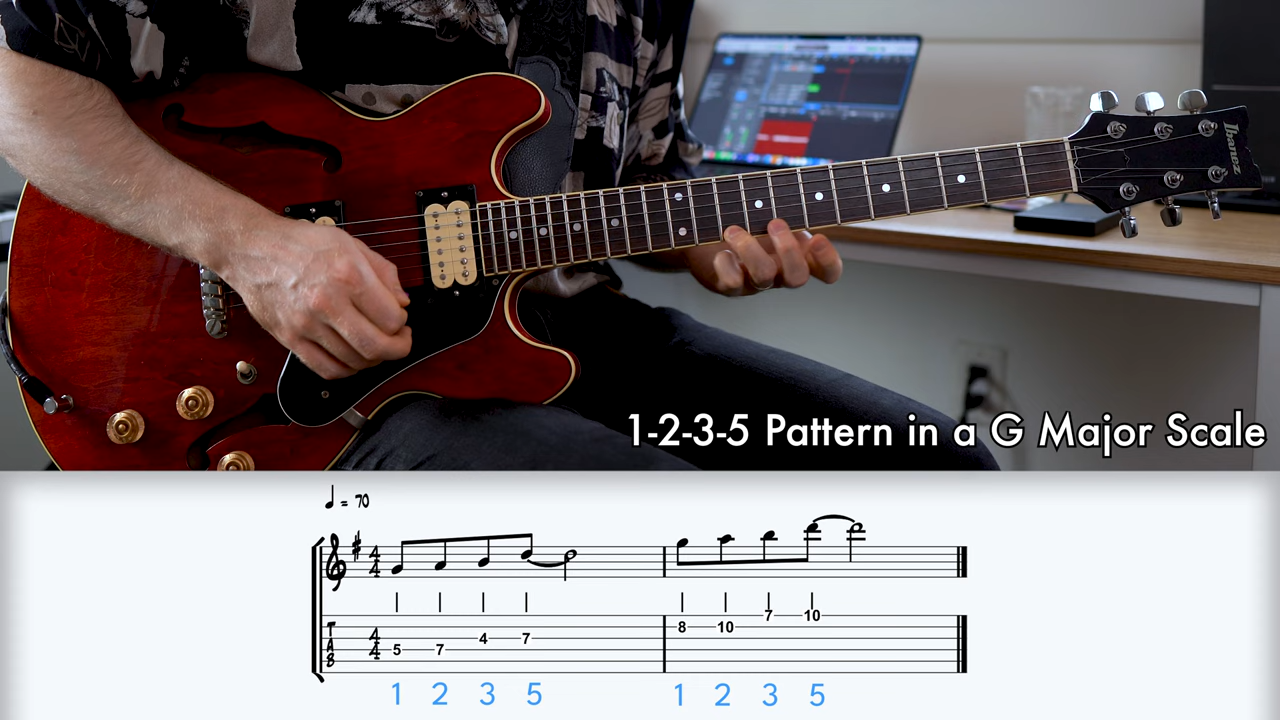 Ibanez
1-2-3-5 Pattern in a G Major Scale
= 70
4 4
T 4 4 7 7 10
A 5 7 8 10
B
1 2 3 5 1 2 3 5